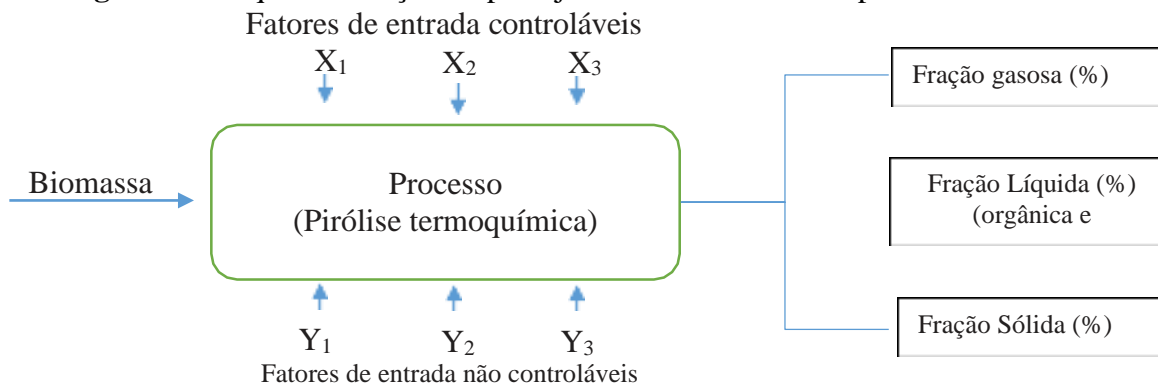 Fatores de entrada controláveis
X₁ X₂ X₃
Fração gasosa (%)
Biomassa
Processo
(Pirólise termoquímica)
Fração Líquida (%)
(orgânica e
Y₁ Y₂ Y₃
Fração Sólida (%)
Fatores de entrada não controláveis